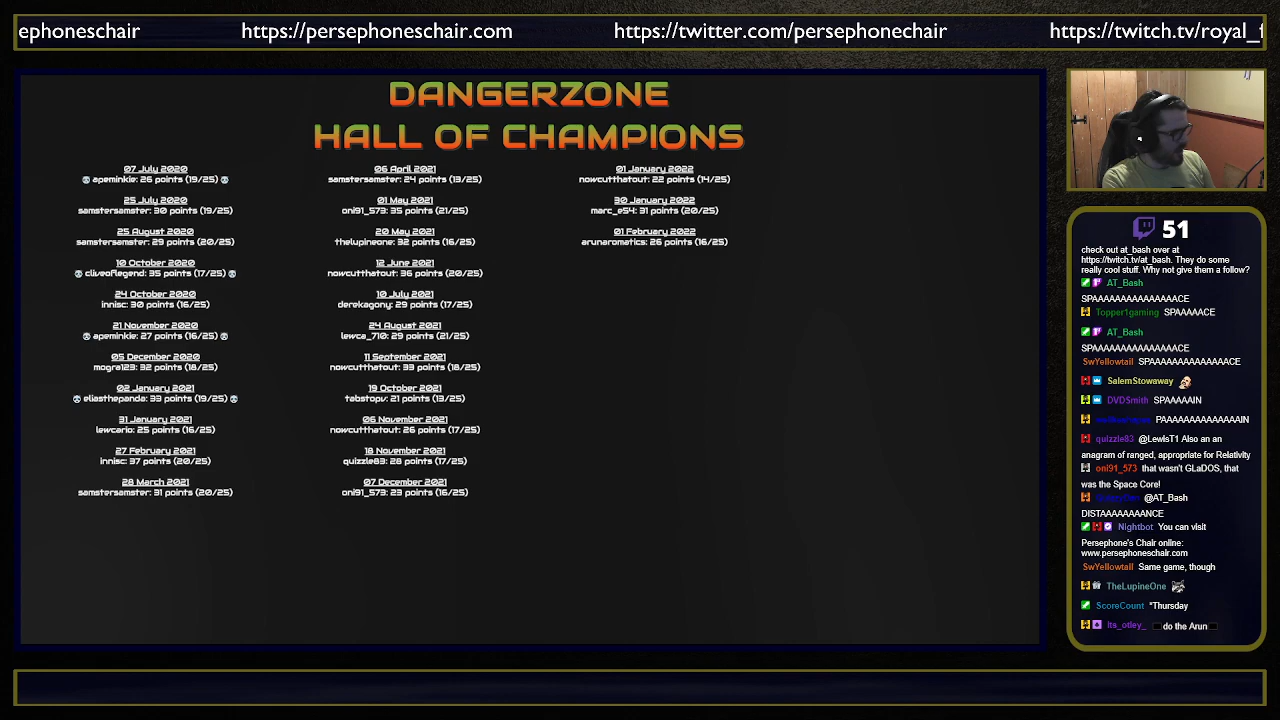 ephoneschair https://persephoneschair.com https://twitter.com/persephonechair https://twitch.tv/royal_f
DANGERZONE
HALL OF CHAMPIONS
07 July 2020
apeminkie: 26 points (19/25)
25 July 2020
samstersamster: 30 points (19/25)
25 August 2020
samstersamster: 29 points (20/25)
10 October 2020
cliveoflegend: 35 points (17/25)
24 October 2020
innisc: 30 points (16/25)
21 November 2020
apeminkie: 27 points (16/25)
05 December 2020
mogra123: 32 points (18/25)
02 January 2021
eliasthepanda: 33 points (19/25)
31 January 2021
lewcario: 25 points (16/25)
27 February 2021
innisc: 37 points (20/25)
28 March 2021
samstersamster: 31 points (20/25)
06 April 2021
samstersamster: 24 points (13/25)
01 May 2021
oni91_573: 35 points (21/25)
20 May 2021
thelupineone: 32 points (16/25)
12 June 2021
nowcutthatout: 36 points (20/25)
10 July 2021
derekagony: 29 points (17/25)
24 August 2021
lewca_710: 29 points (21/25)
11 September 2021
nowcutthatout: 33 points (18/25)
19 October 2021
tabstopv: 21 points (13/25)
06 November 2021
nowcutthatout: 26 points (17/25)
18 November 2021
quizzle83: 28 points (17/25)
07 December 2021
oni91_573: 23 points (16/25)
01 January 2022
nowcutthatout: 22 points (14/25)
30 January 2022
marc_e54: 31 points (20/25)
01 February 2022
arunaromatics: 26 points (16/25)
51
check out at_bash over at
https://twitch.tv/at_bash. They do some
really cool stuff. Why not give them a follow?
AT_Bash
SPAAAAAAAAAAAAAAACE
Topper1gaming SPAAAAACE
AT_Bash
SPAAAAAAAAAAAAAAACE
SwYellowtail SPAAAAAAAAAAAAAACE
SalemStowaway
DVDSmith SPAAAAAIN
PAAAAAAAAAAAAAAIN
quizzle83 @LewisT1 Also an an
anagram of ranged, appropriate for Relativity
oni91_573 that wasn't GLaDOS, that
was the Space Core!
@AT_Bash
DISTAAAAAAAANCE
Nightbot You can visit
Persephone's Chair online:
www.persephoneschair.com
SwYellowtail Same game, though
TheLupineOne
ScoreCount *Thursday
its_otley_ do the Arun